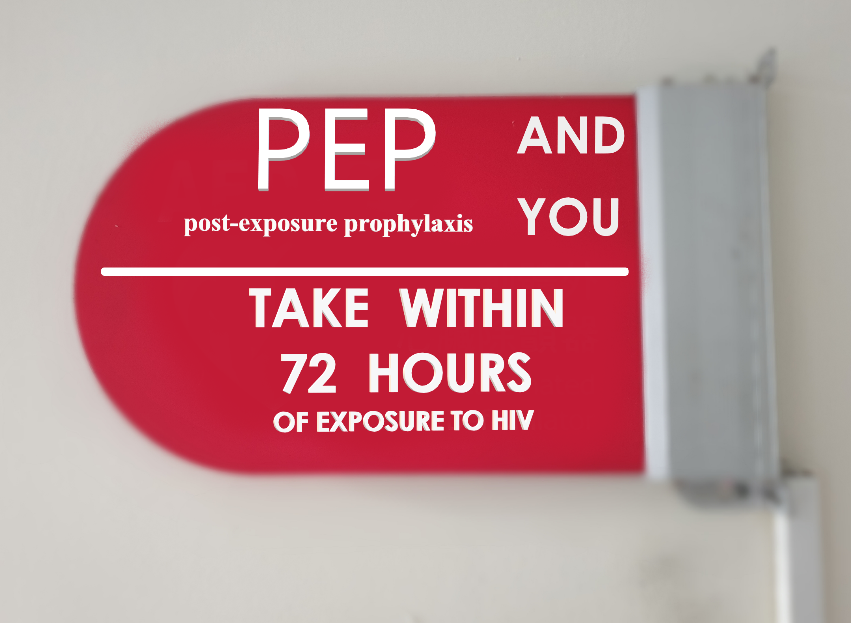 PEP
post-exposure prophylaxis
AND
YOU
TAKE WITHIN
72 HOURS
OF EXPOSURE TO HIV